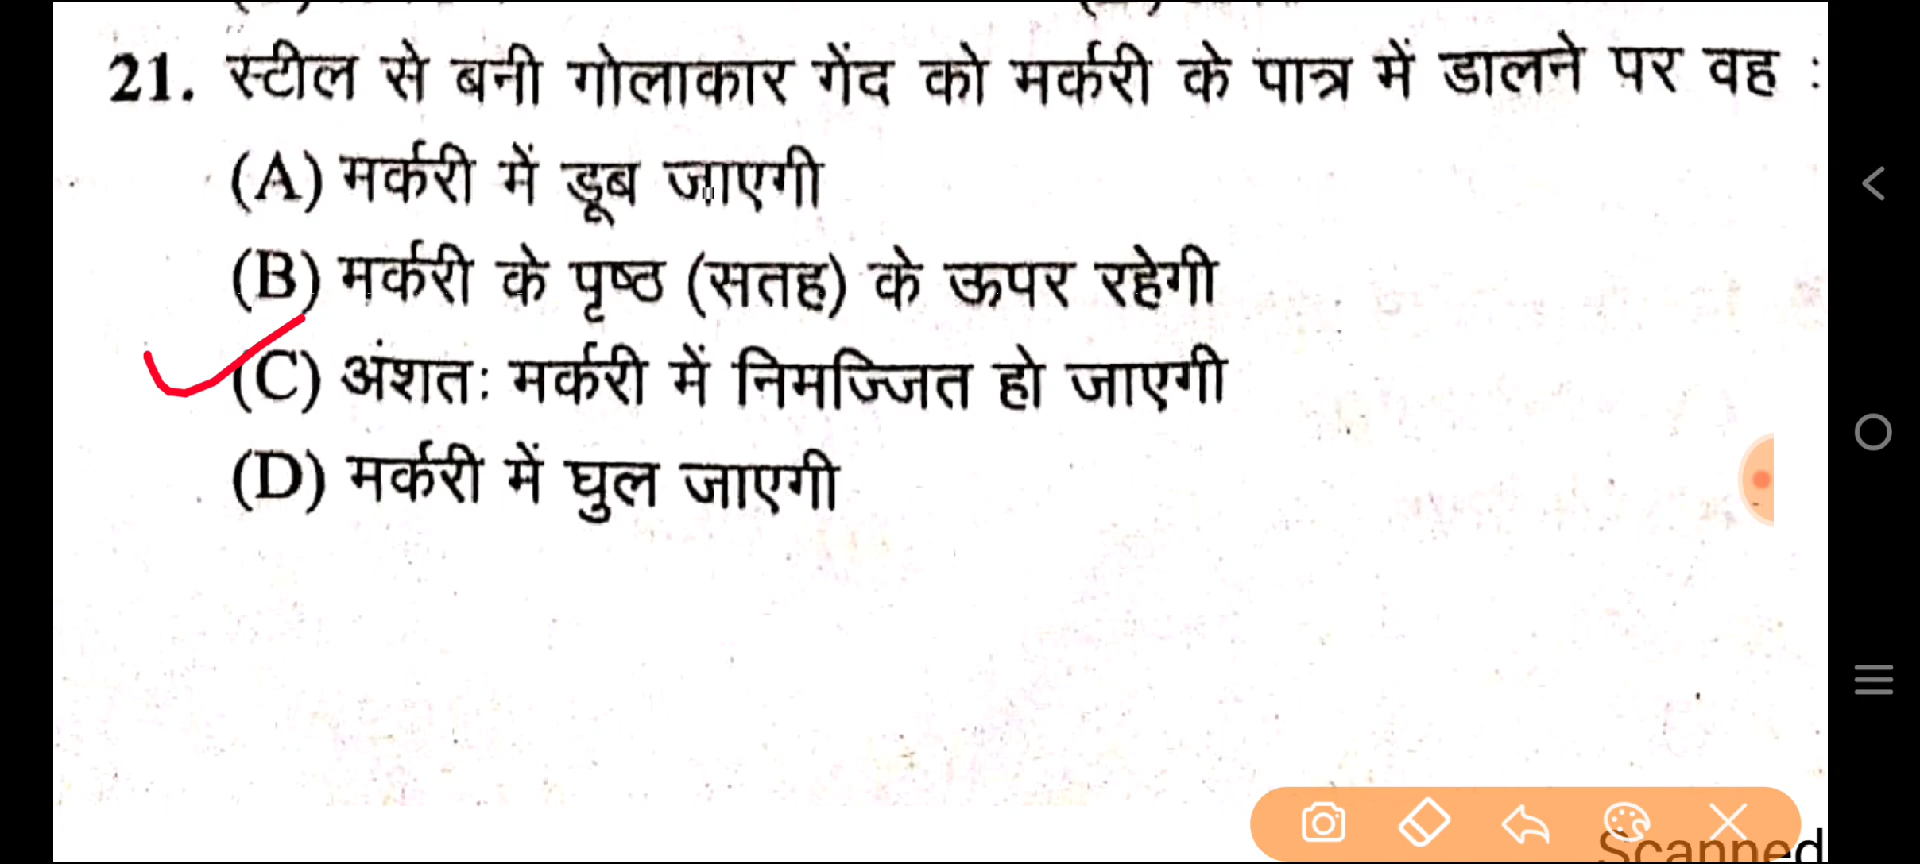 21. स्टील से बनी गोलाकार गेंद को मर्करी के पात्र में डालने पर वह :
(A) मर्करी में डूब जाएगी
(B) मर्करी के पृष्ठ (सतह) के ऊपर रहेगी
(C) अंशतः मर्करी में निमज्जित हो जाएगी
(D) मर्करी में घुल जाएगी
Scanned